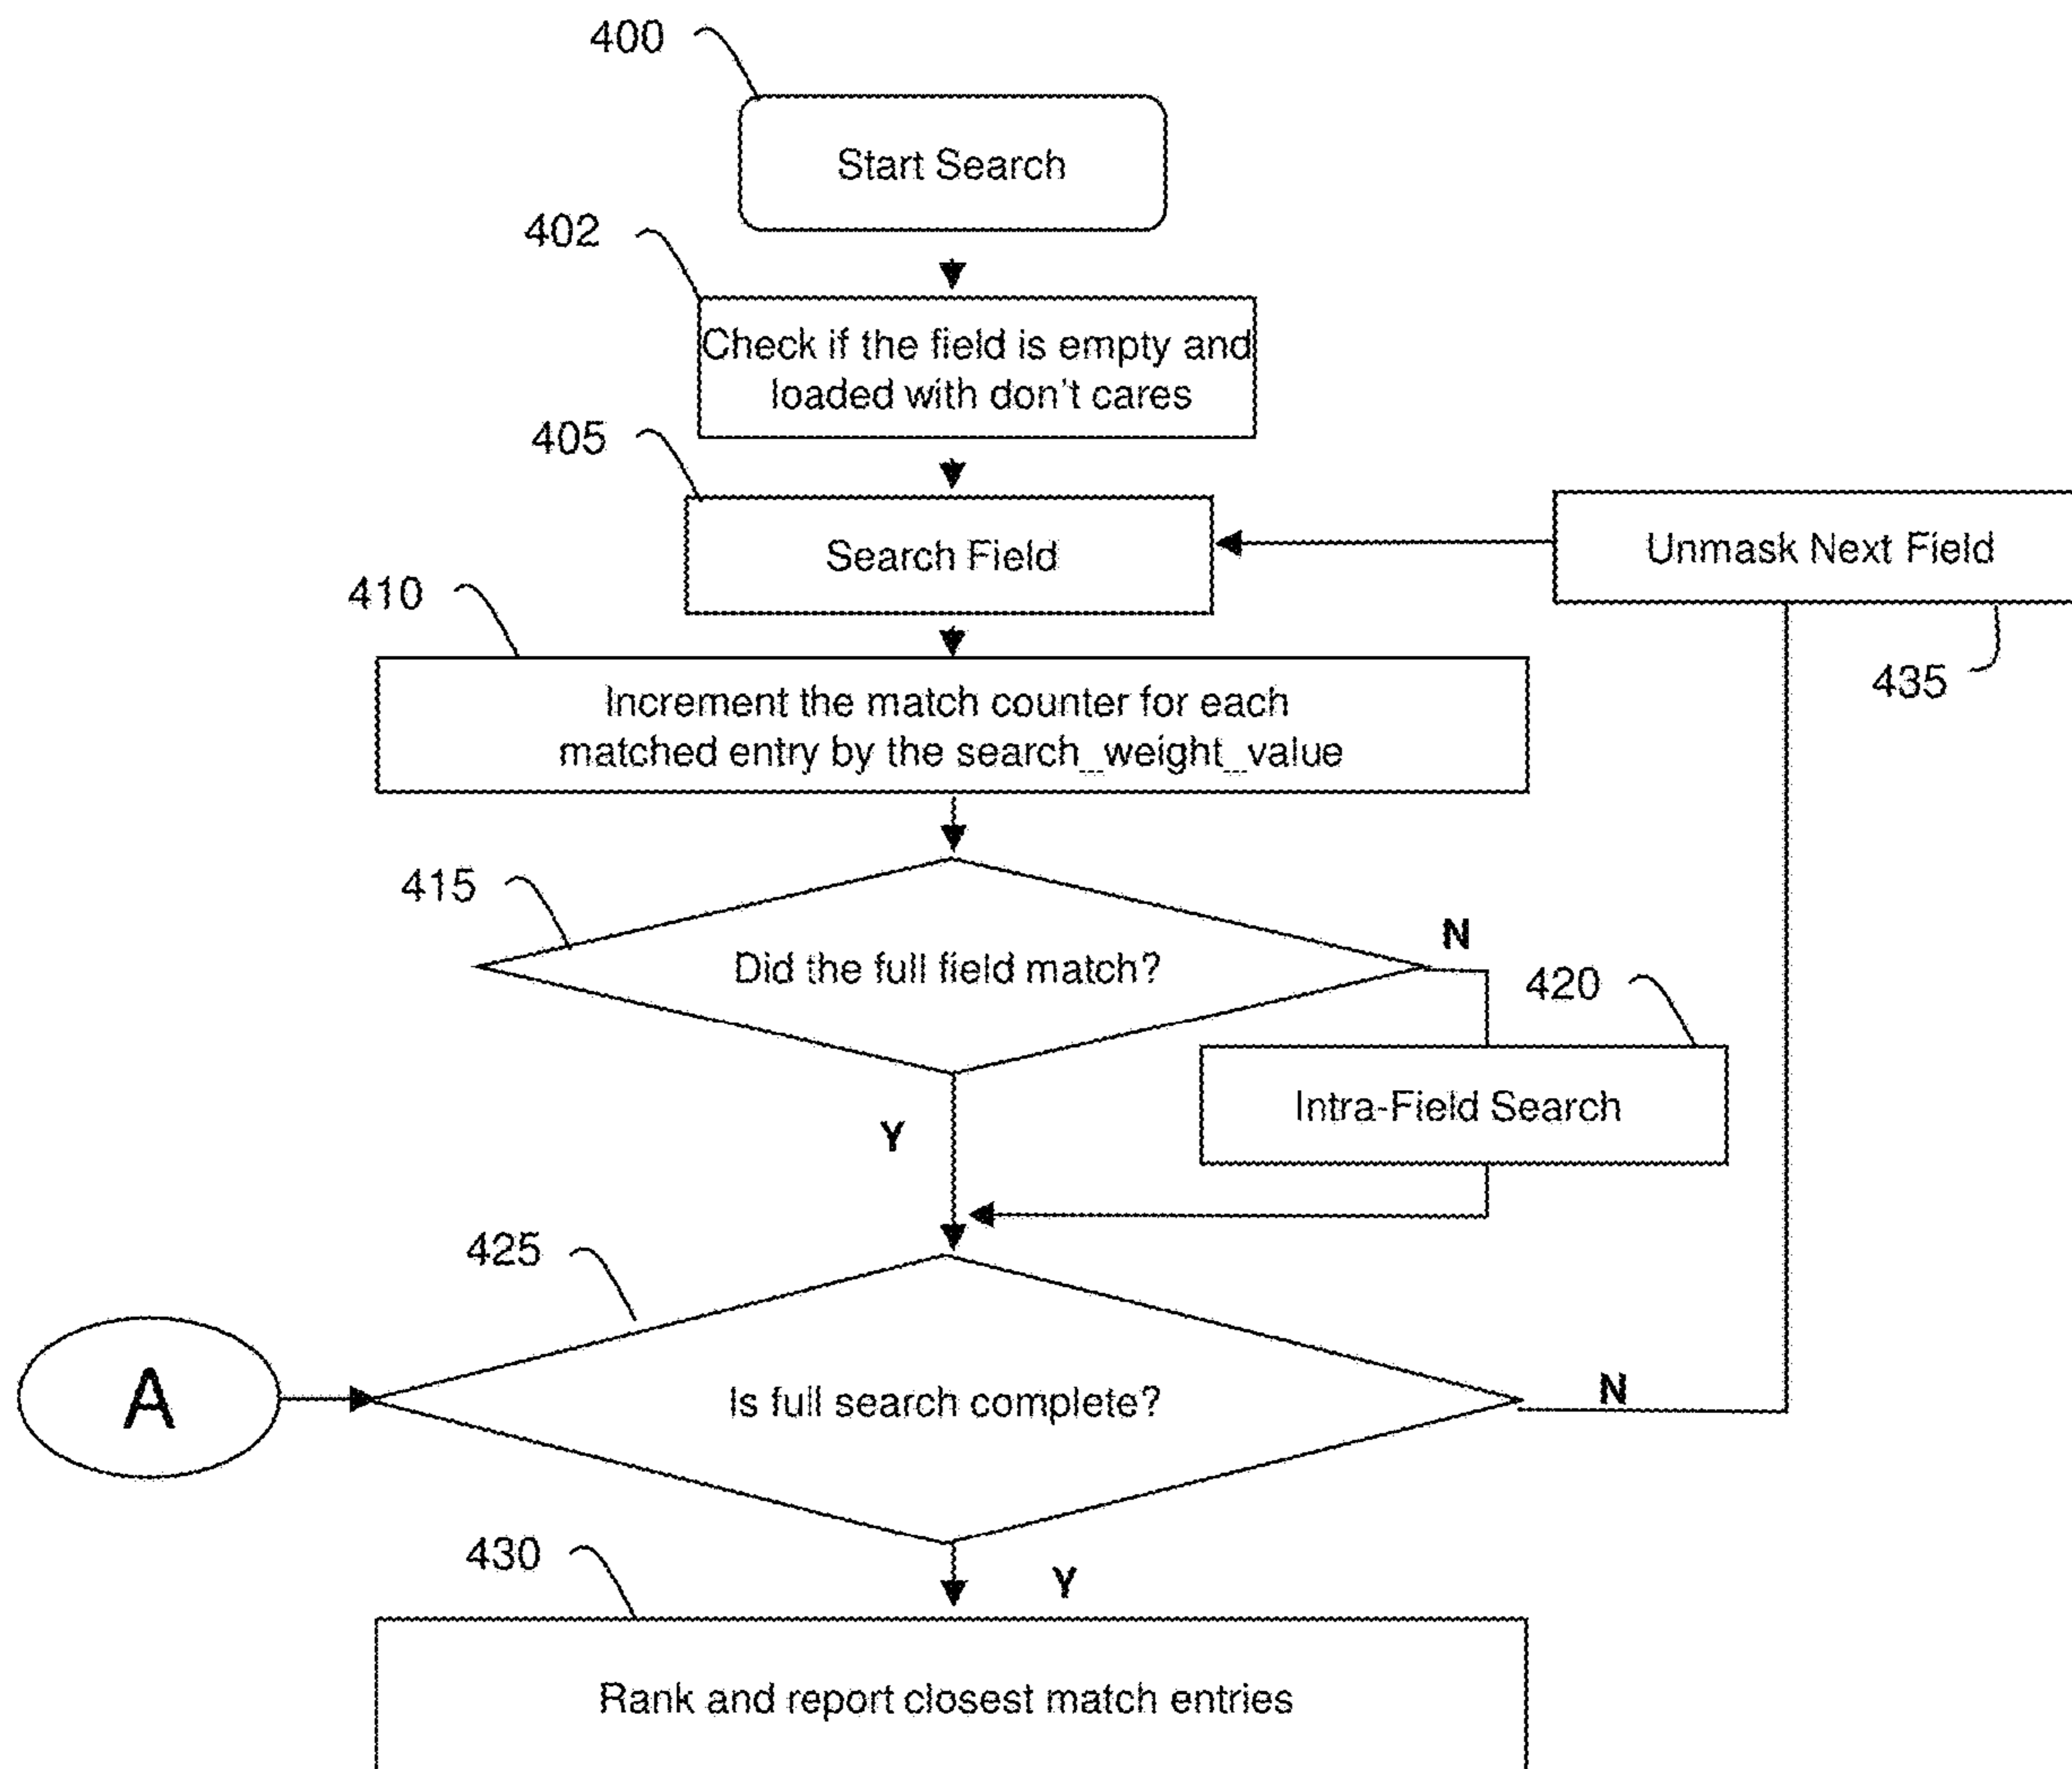 400
Start Search
402
Check if the field is empty and
loaded with don't cares
405
Search Field
Unmask Next Field
435
410
Increment the match counter for each
matched entry by the search_weight_value
415
Did the full field match?
N
420
Intra-Field Search
Y
425
A
Is full search complete?
N
430
Y
Rank and report closest match entries